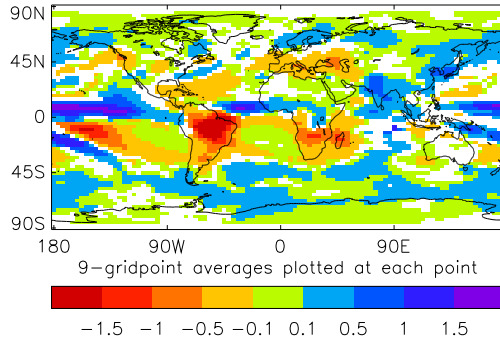 90N
45N
0
45S
90S
180 90W 0 90E
9-gridpoint averages plotted at each point
-1.5 -1 -0.5 -0.1 0.1 0.5 1 1.5